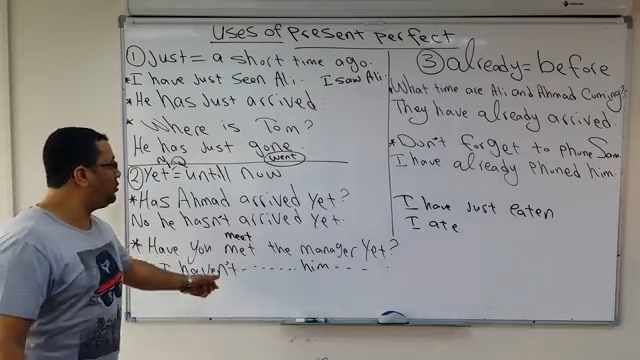 Uses of present perfect
① Just = a short time ago.
* I have just seen Ali. I saw Ali.
* He has just arrived.
* Where is Tom?
He has just gone
went
② Yet = untill now
* Has Ahmad arrived yet?
No he hasn't arrived yet.
meet
* Have you met the manager yet?
I haven't ........ him ....
③ already = before
What time are Ali and Ahmad Cuming?
They have already arrived.
* Don't forget to phone Sam.
I have already phoned him.
I have just eaten
I ate